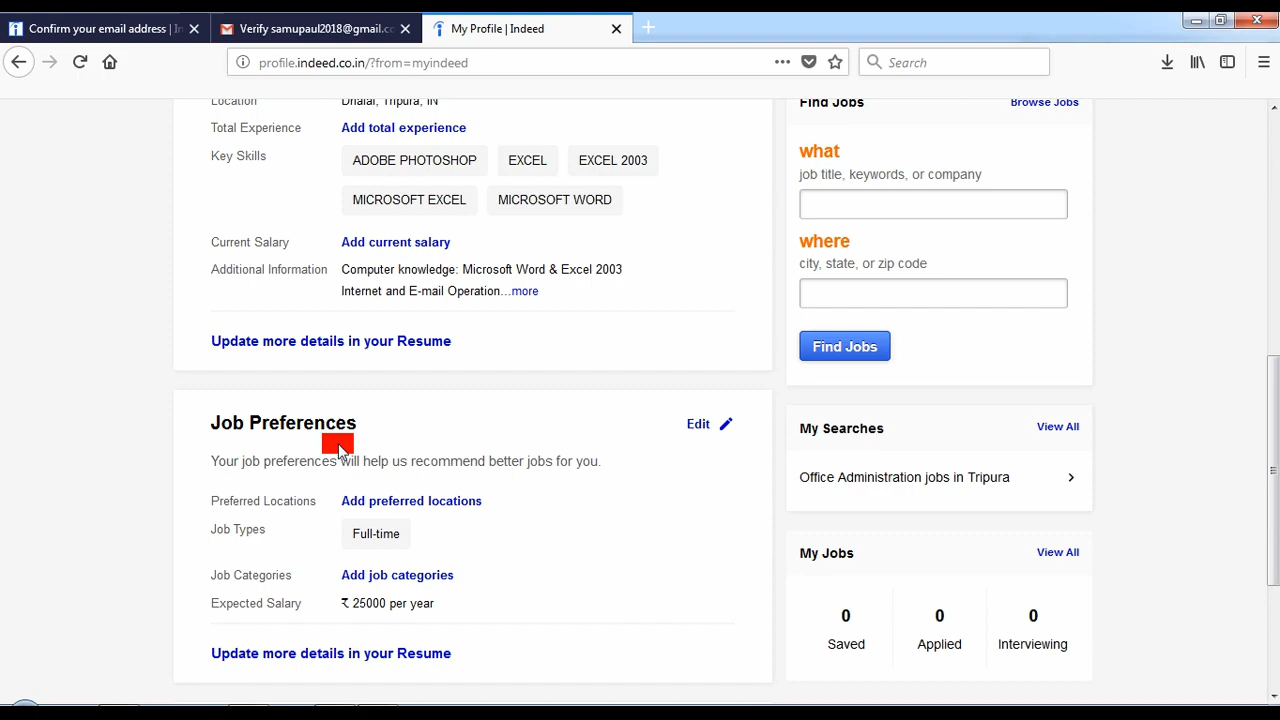 Confirm your email address | In
Verify samupaul2018@gmail.cc
My Profile | Indeed
profile.indeed.co.in/?from=myindeed
Search
Location
Dhalai, Tripura, IN
Total Experience
Add total experience
Key Skills
ADOBE PHOTOSHOP
EXCEL
EXCEL 2003
MICROSOFT EXCEL
MICROSOFT WORD
Current Salary
Add current salary
Additional Information
Computer knowledge: Microsoft Word & Excel 2003
Internet and E-mail Operation...more
Update more details in your Resume
Job Preferences
Edit
Your job preferences will help us recommend better jobs for you.
Preferred Locations
Add preferred locations
Job Types
Full-time
Job Categories
Add job categories
Expected Salary
₹ 25000 per year
Update more details in your Resume
Find Jobs
Browse Jobs
what
job title, keywords, or company
where
city, state, or zip code
Find Jobs
My Searches
View All
Office Administration jobs in Tripura
My Jobs
View All
0
0
0
Saved
Applied
Interviewing